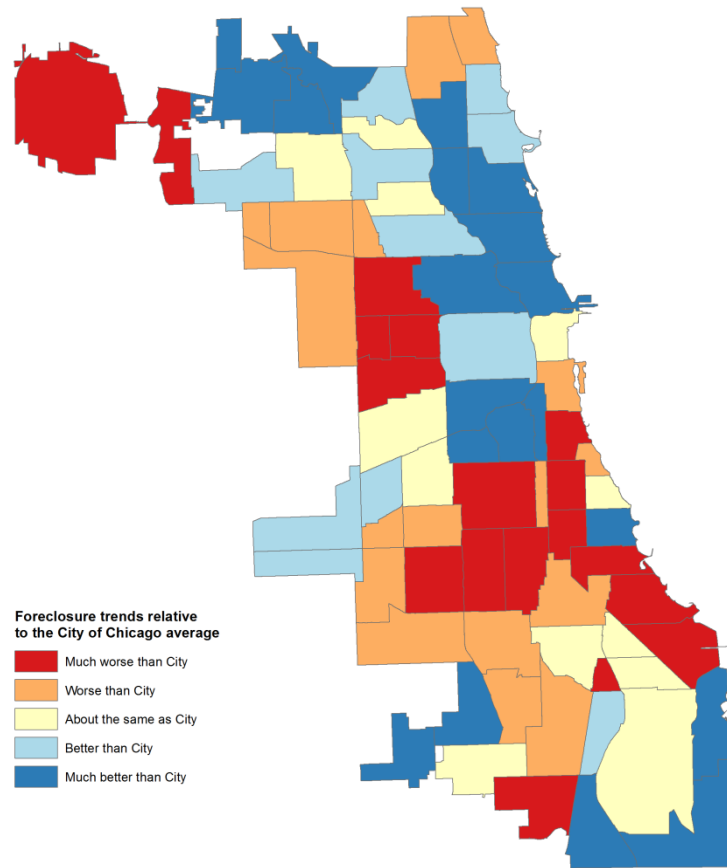 Foreclosure trends relative
to the City of Chicago average
Much worse than City
Worse than City
About the same as City
Better than City
Much better than City